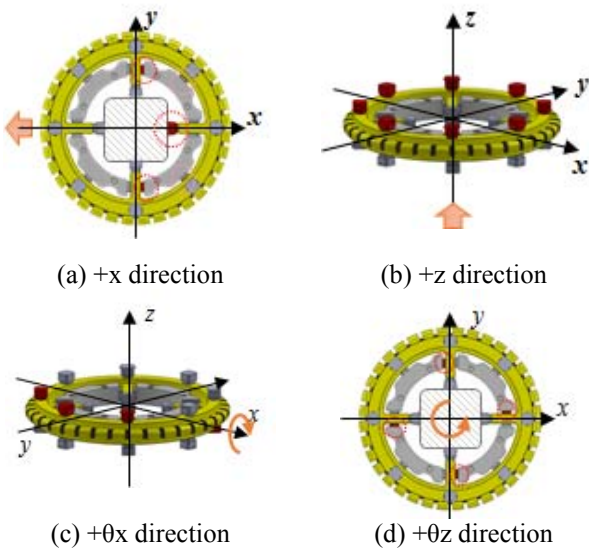 y
x
z
y
x
(a) +x direction
(b) +z direction
z
x
y
y
x
(c) +θx direction
(d) +θz direction